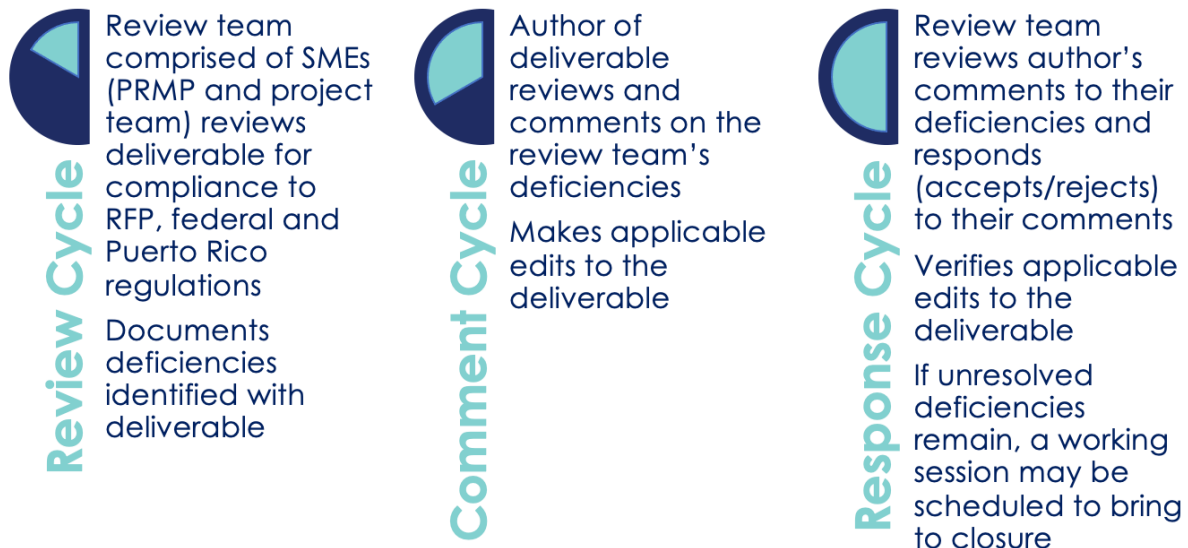 Review Cycle
Review team
comprised of SMEs
(PRMP and project
team) reviews
deliverable for
compliance to
RFP, federal and
Puerto Rico
regulations
Documents
deficiencies
identified with
deliverable
Comment Cycle
Author of
deliverable
reviews and
comments on the
review team’s
deficiencies
Makes applicable
edits to the
deliverable
Response Cycle
Review team
reviews author’s
comments to their
deficiencies and
responds
(accepts/rejects)
to their comments
Verifies applicable
edits to the
deliverable
If unresolved
deficiencies
remain, a working
session may be
scheduled to bring
to closure